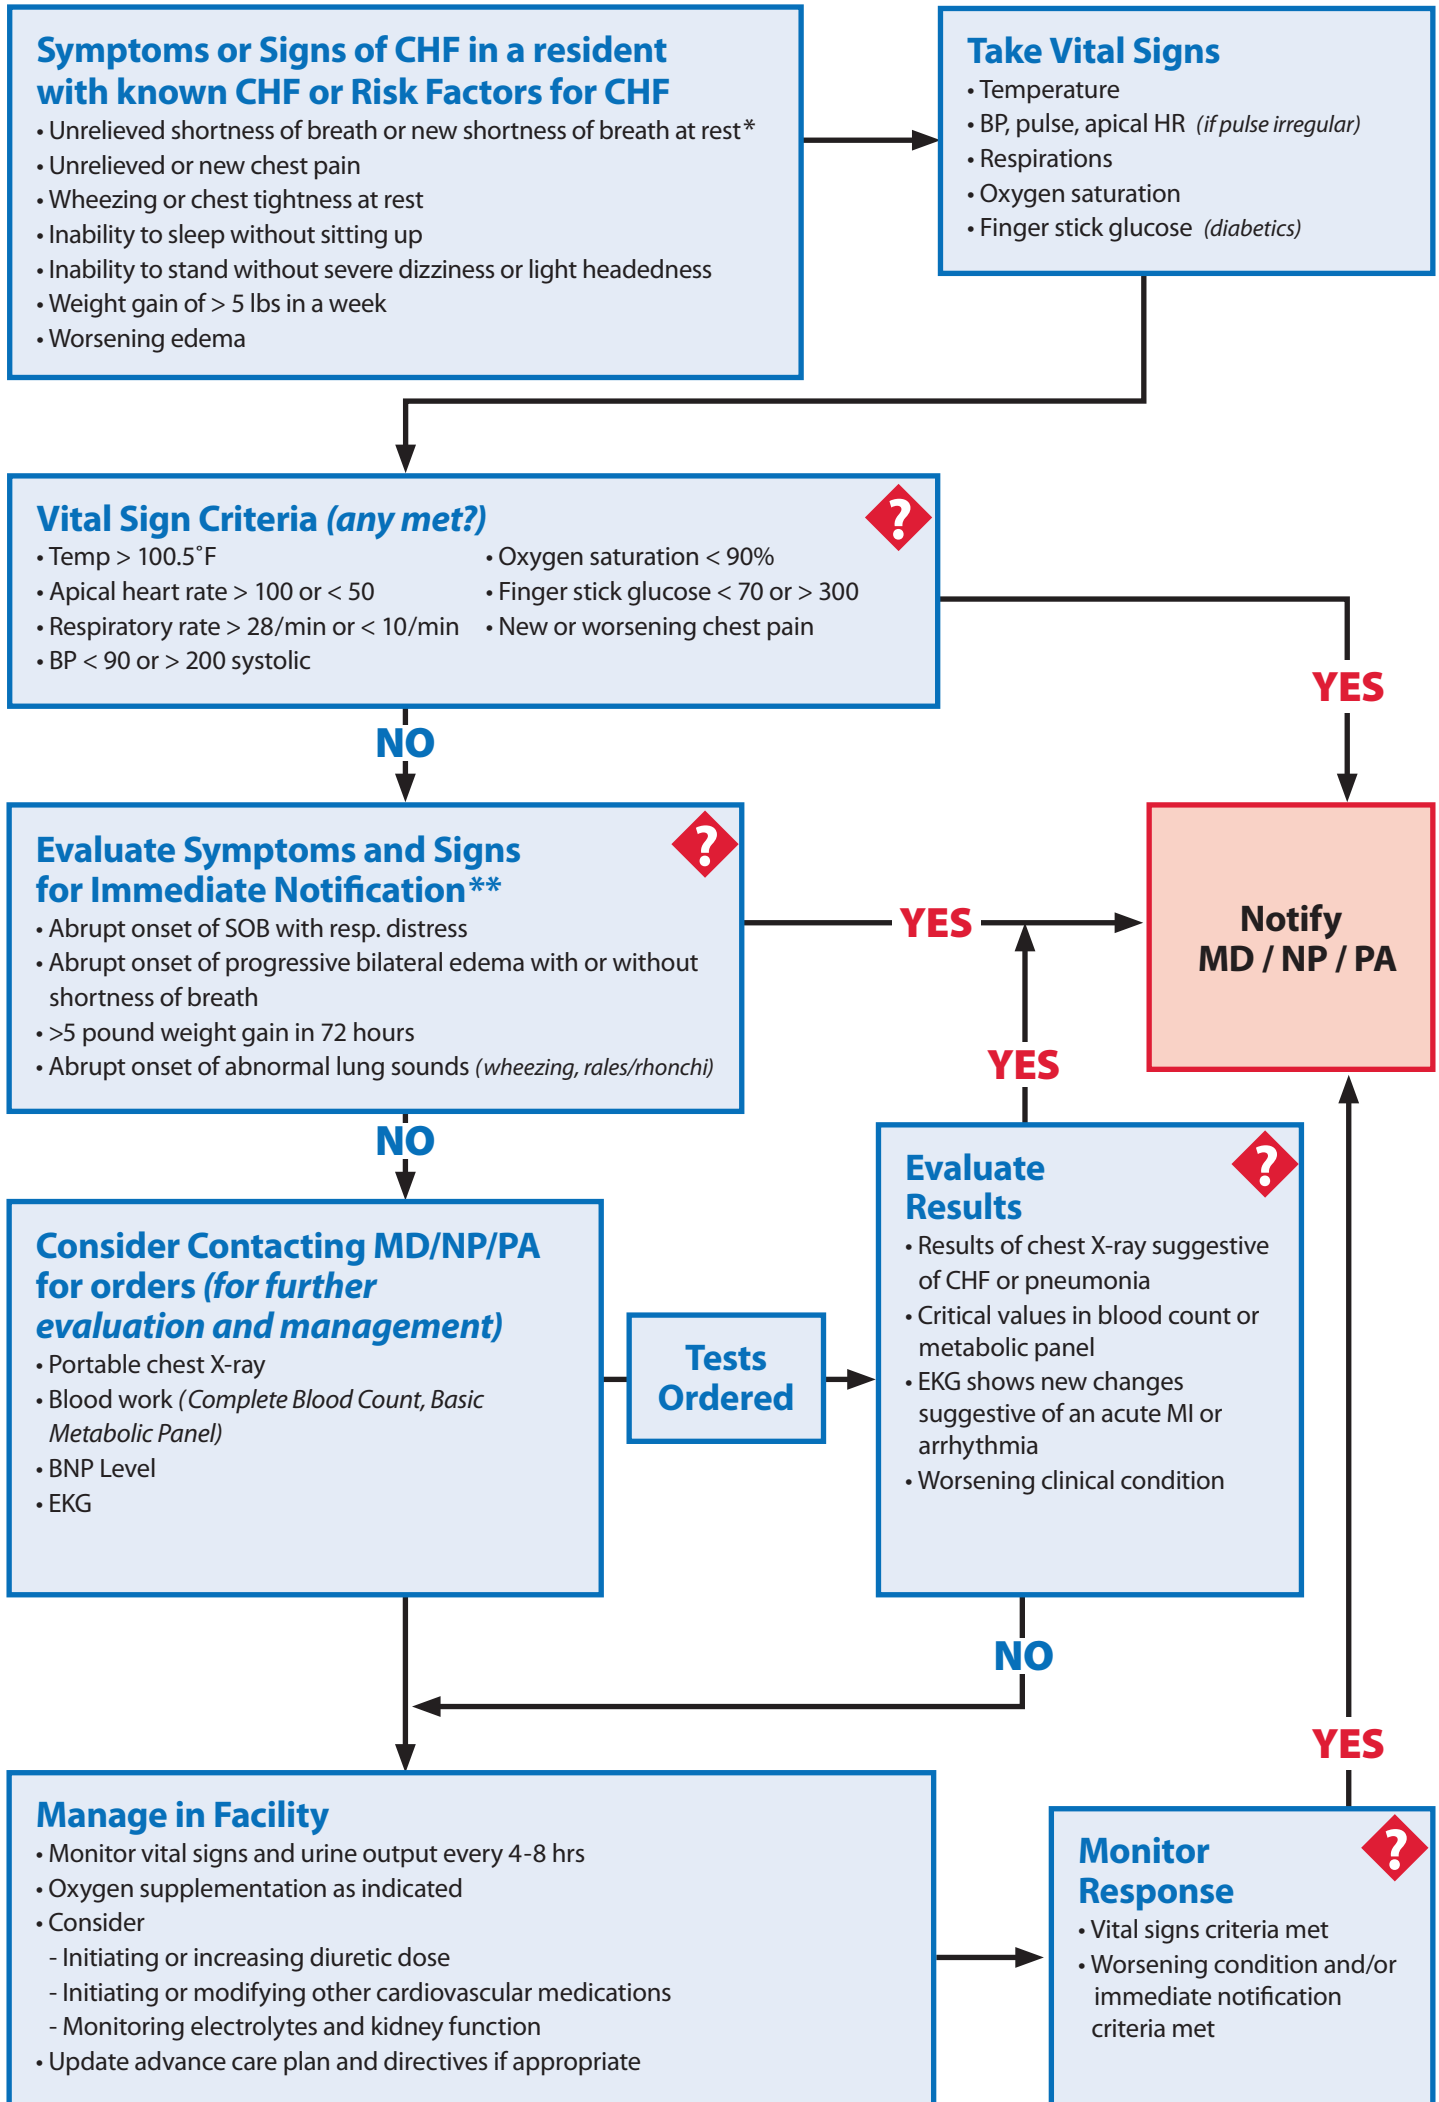 Symptoms or Signs of CHF in a resident
with known CHF or Risk Factors for CHF
• Unrelieved shortness of breath or new shortness of breath at rest*
• Unrelieved or new chest pain
• Wheezing or chest tightness at rest
• Inability to sleep without sitting up
• Inability to stand without severe dizziness or light headedness
• Weight gain of > 5 lbs in a week
• Worsening edema
Take Vital Signs
• Temperature
• BP, pulse, apical HR (if pulse irregular)
• Respirations
• Oxygen saturation
• Finger stick glucose (diabetics)
Vital Sign Criteria (any met?)
?
• Temp > 100.5˚F
• Apical heart rate > 100 or < 50
• Respiratory rate > 28/min or < 10/min
• BP < 90 or > 200 systolic
• Oxygen saturation < 90%
• Finger stick glucose < 70 or > 300
• New or worsening chest pain
YES
NO
Evaluate Symptoms and Signs
for Immediate Notification**
?
• Abrupt onset of SOB with resp. distress
• Abrupt onset of progressive bilateral edema with or without
shortness of breath
• >5 pound weight gain in 72 hours
• Abrupt onset of abnormal lung sounds (wheezing, rales/rhonchi)
YES
Notify
MD / NP / PA
YES
NO
Consider Contacting MD/NP/PA
for orders (for further
evaluation and management)
• Portable chest X-ray
• Blood work (Complete Blood Count, Basic
Metabolic Panel)
• BNP Level
• EKG
Tests
Ordered
Evaluate
Results
?
• Results of chest X-ray suggestive
of CHF or pneumonia
• Critical values in blood count or
metabolic panel
• EKG shows new changes
suggestive of an acute MI or
arrhythmia
• Worsening clinical condition
NO
YES
Manage in Facility
• Monitor vital signs and urine output every 4-8 hrs
• Oxygen supplementation as indicated
• Consider
- Initiating or increasing diuretic dose
- Initiating or modifying other cardiovascular medications
- Monitoring electrolytes and kidney function
• Update advance care plan and directives if appropriate
Monitor
Response
?
• Vital signs criteria met
• Worsening condition and/or
immediate notification
criteria met